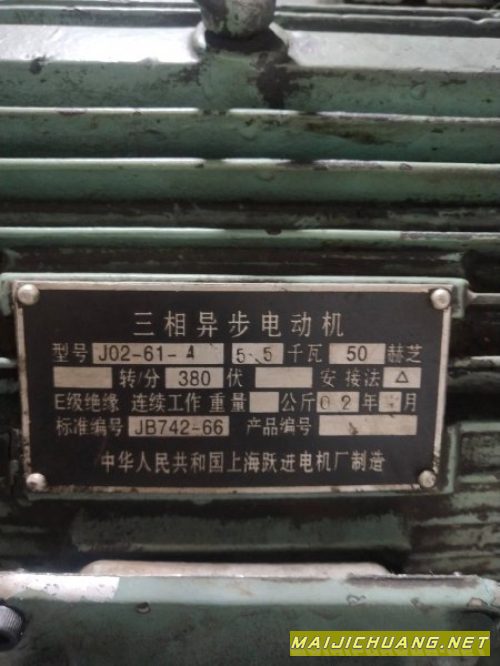 三相异步电动机
型号 J02-61-4 5.5 千瓦 50 赫芝
转/分 380 伏 安 接法 △
E级绝缘 连续工作 重量 公斤 02 年 月
标准编号 JB742-66 产品编号
中华人民共和国上海跃进电机厂制造
MAIJICHUANG.NET